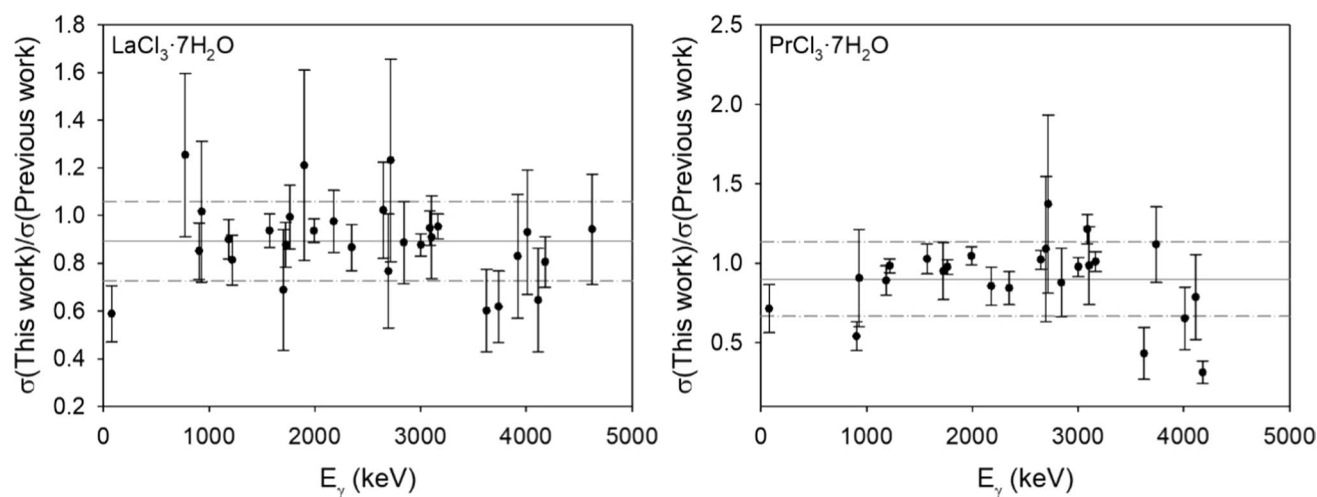 LaCl₃·7H₂O
σ(This work)/σ(Previous work)
1.8
1.6
1.4
1.2
1.0
0.8
0.6
0.4
0.2
0 1000 2000 3000 4000 5000
Eᵧ (keV)
PrCl₃·7H₂O
σ(This work)/σ(Previous work)
2.5
2.0
1.5
1.0
0.5
0 1000 2000 3000 4000 5000
Eᵧ (keV)